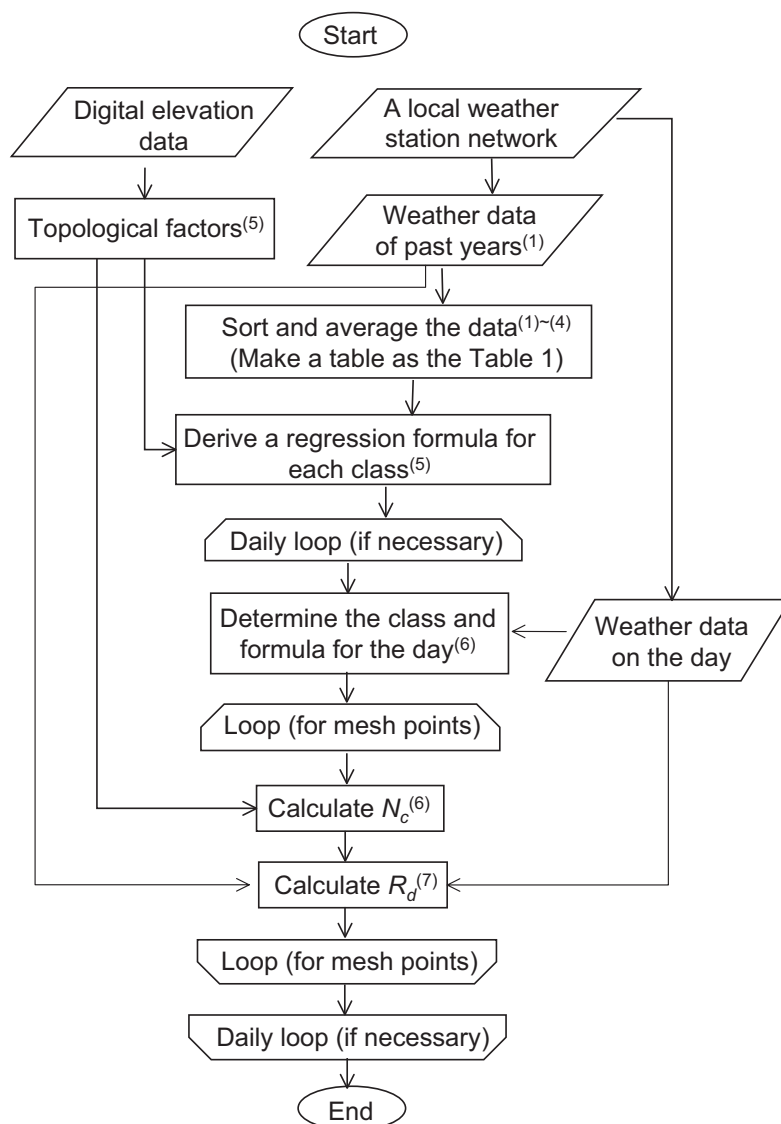 Start
Digital elevation
data
A local weather
station network
Topological factors(5)
Weather data
of past years(1)
Sort and average the data(1)~(4)
(Make a table as the Table 1)
Derive a regression formula for
each class(5)
Daily loop (if necessary)
Determine the class and
formula for the day(6)
Weather data
on the day
Loop (for mesh points)
Calculate Nc(6)
Calculate Rd(7)
Loop (for mesh points)
Daily loop (if necessary)
End